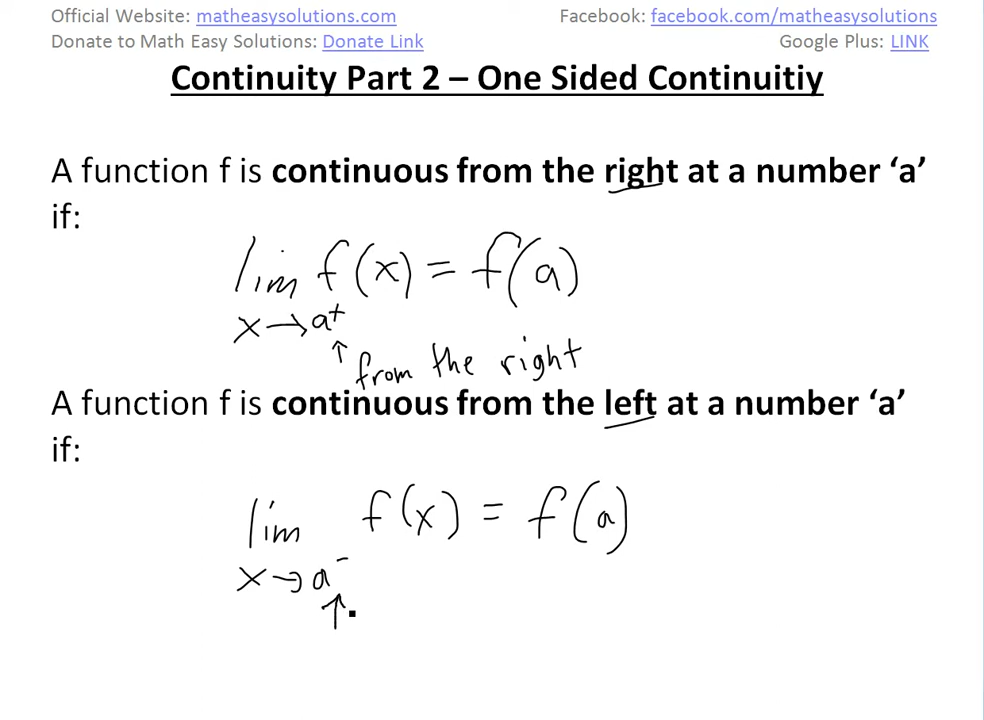 Official Website: matheasysolutions.com Facebook: facebook.com/matheasysolutions
Donate to Math Easy Solutions: Donate Link Google Plus: LINK
Continuity Part 2 – One Sided Continuitiy
A function f is continuous from the right at a number ‘a’
if:
lim f(x) = f(a)
x→a⁺
↑ from the right
A function f is continuous from the left at a number ‘a’
if:
lim f(x) = f(a)
x→a⁻
↑